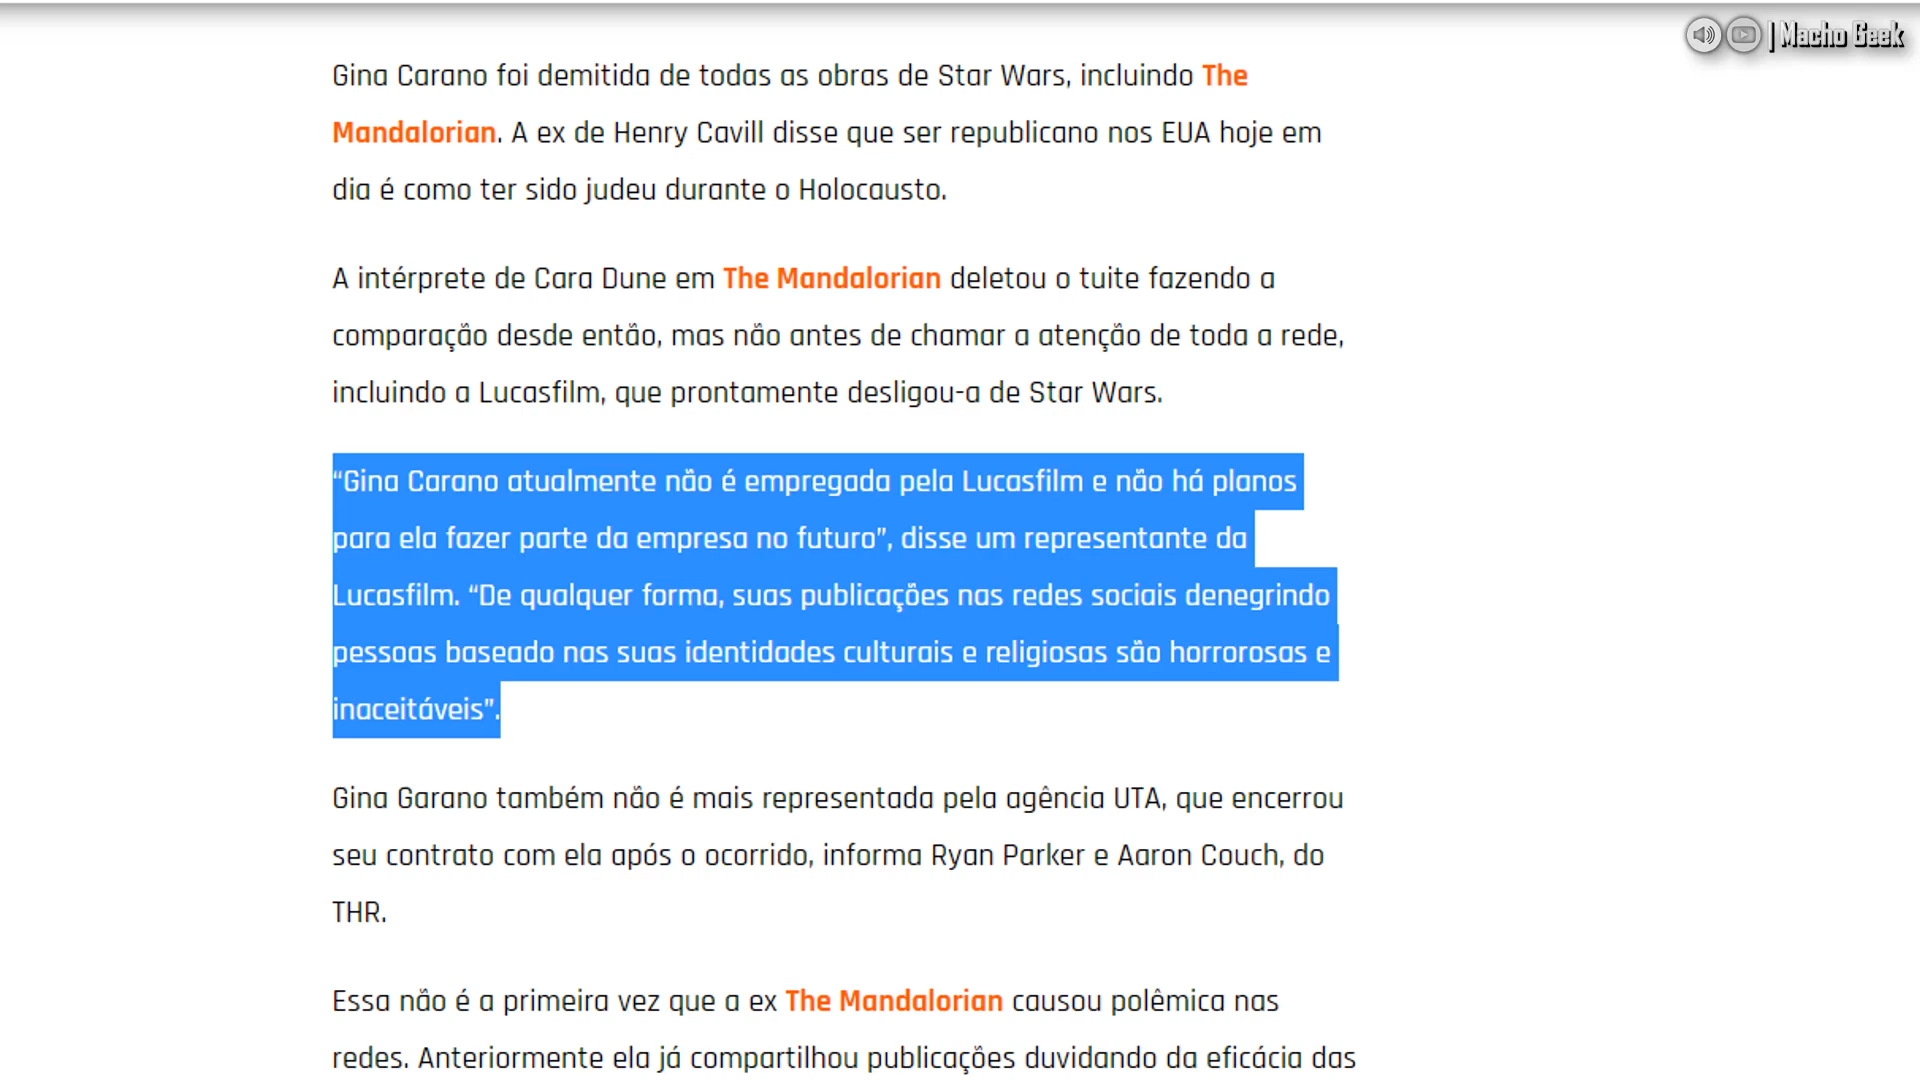 | Macho Geek
Gina Carano foi demitida de todas as obras de Star Wars, incluindo The
Mandalorian. A ex de Henry Cavill disse que ser republicano nos EUA hoje em
dia é como ter sido judeu durante o Holocausto.
A intérprete de Cara Dune em The Mandalorian deletou o tuite fazendo a
comparação desde então, mas não antes de chamar a atenção de toda a rede,
incluindo a Lucasfilm, que prontamente desligou-a de Star Wars.
“Gina Carano atualmente não é empregada pela Lucasfilm e não há planos
para ela fazer parte da empresa no futuro”, disse um representante da
Lucasfilm. “De qualquer forma, suas publicações nas redes sociais denegrindo
pessoas baseado nas suas identidades culturais e religiosas são horrorosas e
inaceitáveis”.
Gina Garano também não é mais representada pela agência UTA, que encerrou
seu contrato com ela após o ocorrido, informa Ryan Parker e Aaron Couch, do
THR.
Essa não é a primeira vez que a ex The Mandalorian causou polêmica nas
redes. Anteriormente ela já compartilhou publicações duvidando da eficácia das